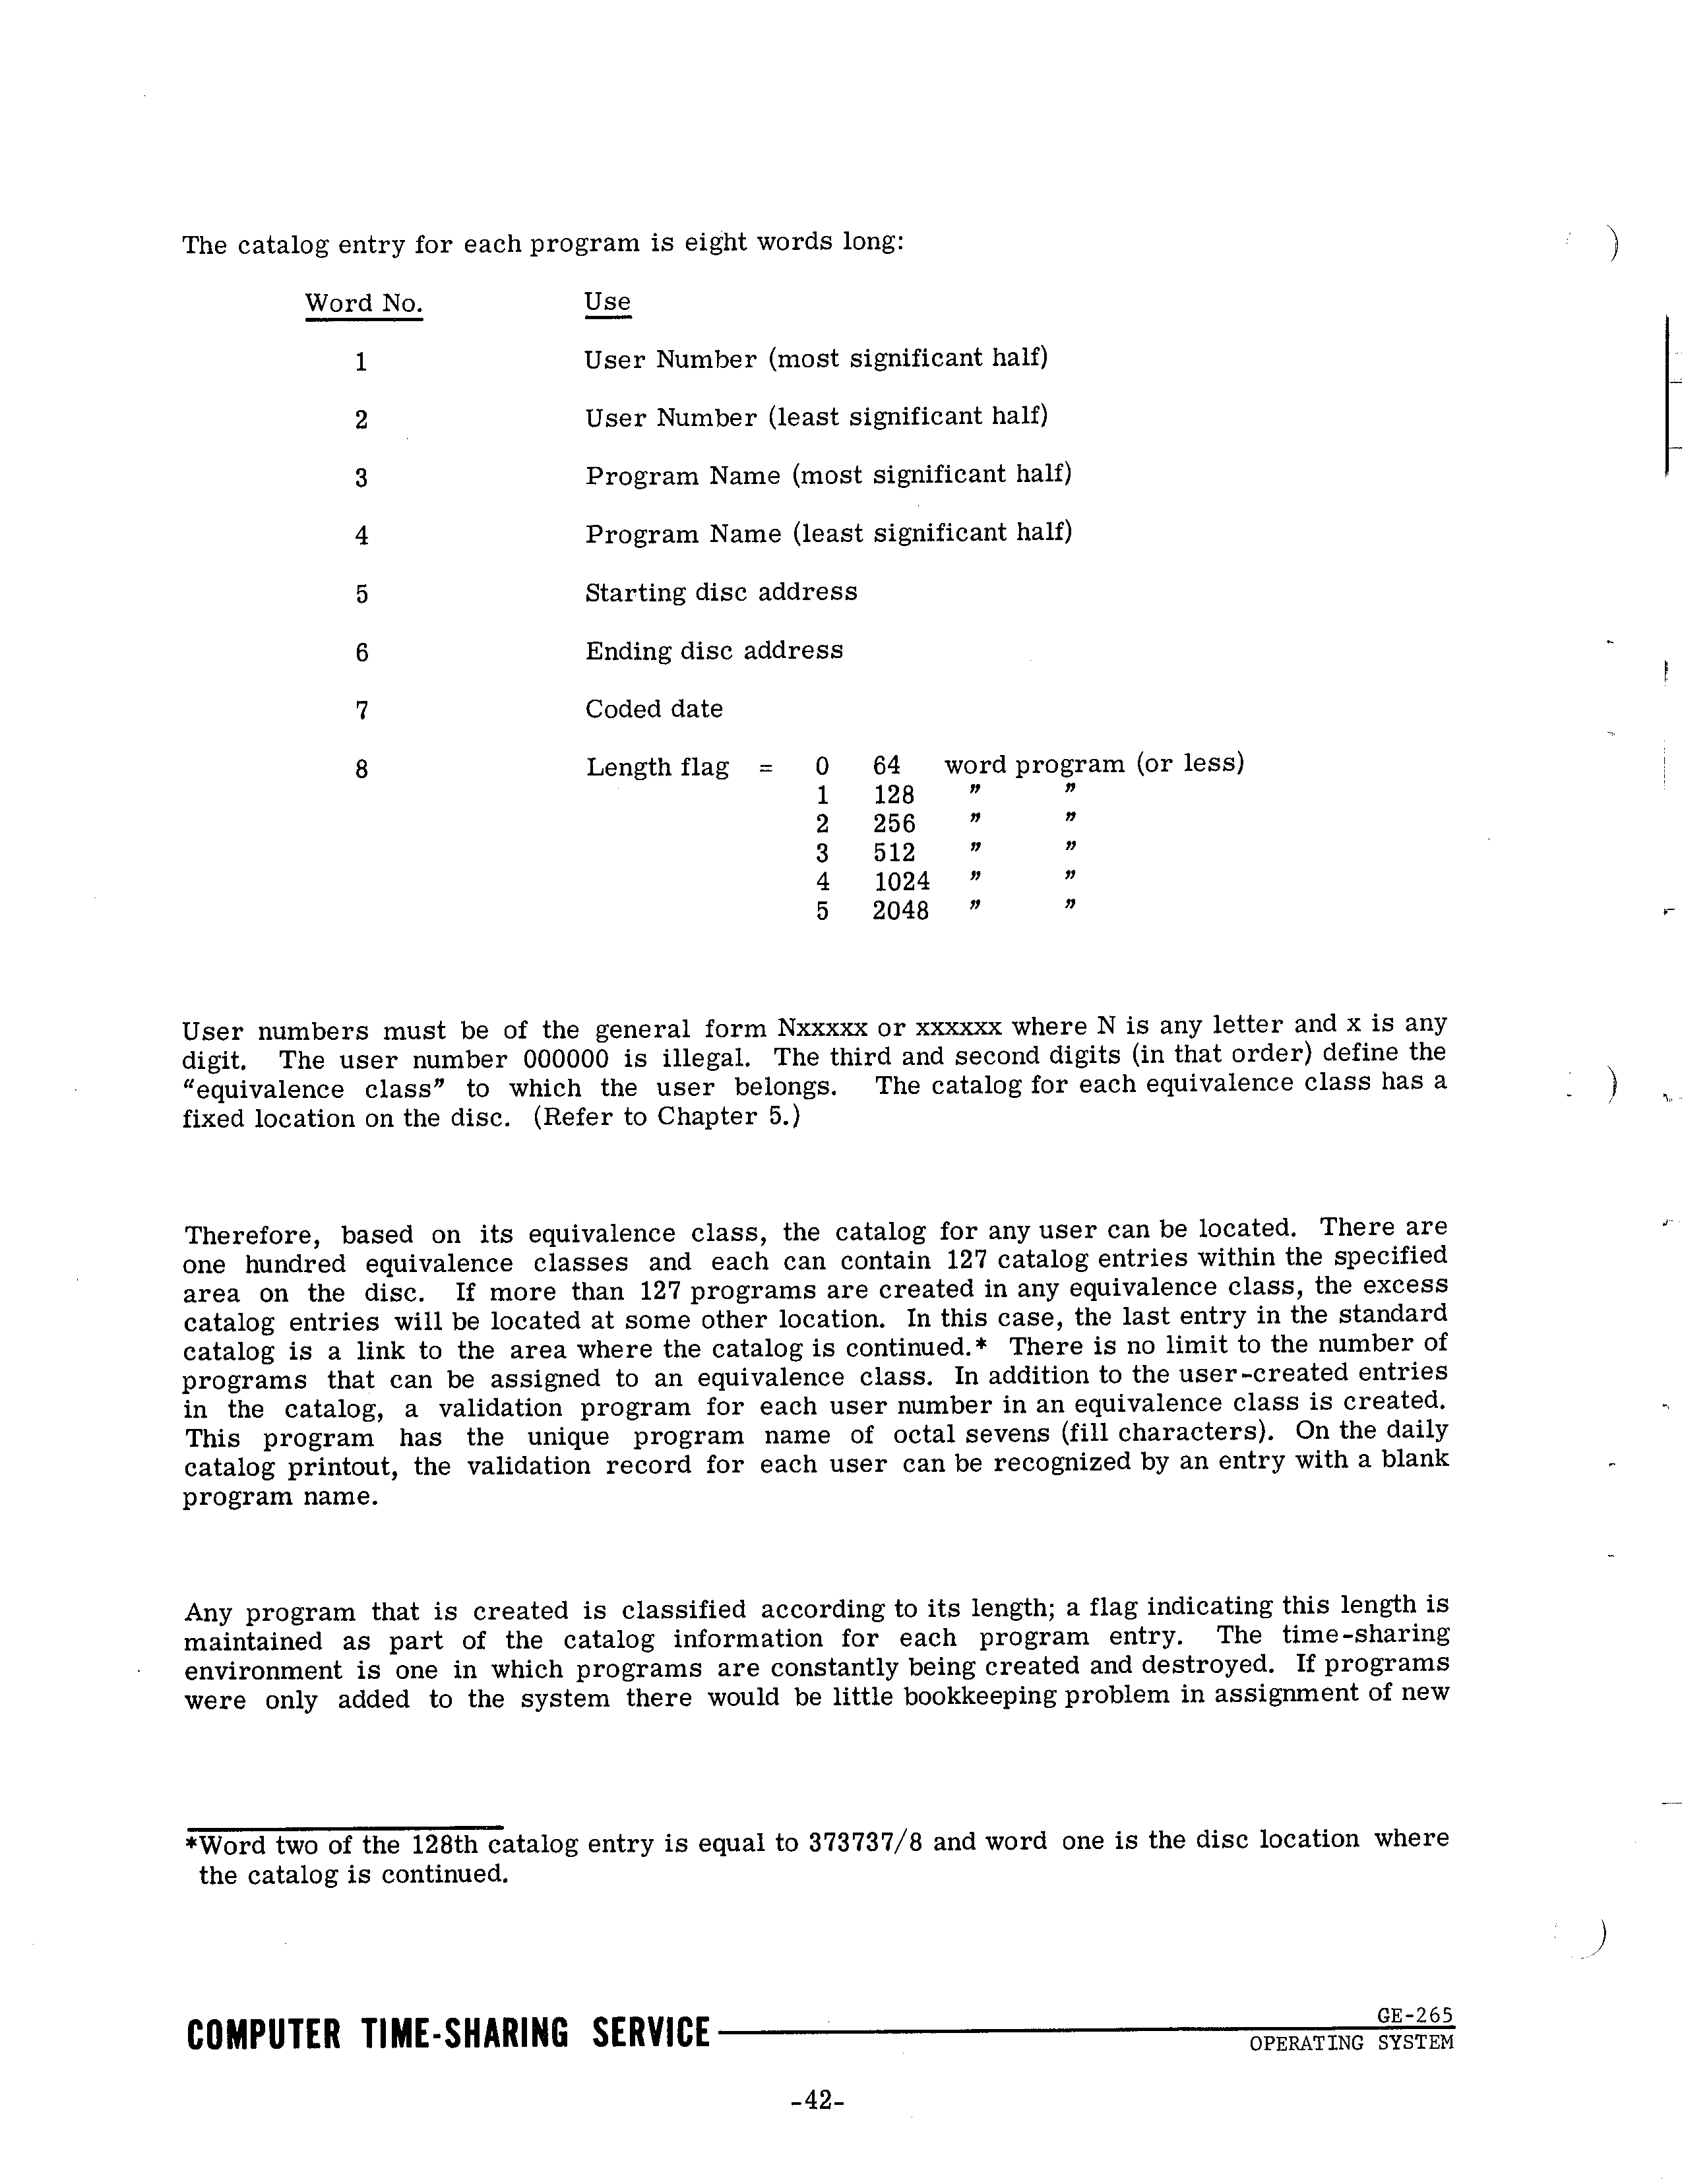 The catalog entry for each program is eight words long:
Word No. Use
1 User Number (most significant half)
2 User Number (least significant half)
3 Program Name (most significant half)
4 Program Name (least significant half)
5 Starting disc address
6 Ending disc address
7 Coded date
8 Length flag = 0 64 word program (or less)
1 128 " "
2 256 " "
3 512 " "
4 1024 " "
5 2048 " "
User numbers must be of the general form Nxxxxx or xxxxxx where N is any letter and x is any
digit. The user number 000000 is illegal. The third and second digits (in that order) define the
“equivalence class” to which the user belongs. The catalog for each equivalence class has a
fixed location on the disc. (Refer to Chapter 5.)
Therefore, based on its equivalence class, the catalog for any user can be located. There are
one hundred equivalence classes and each can contain 127 catalog entries within the specified
area on the disc. If more than 127 programs are created in any equivalence class, the excess
catalog entries will be located at some other location. In this case, the last entry in the standard
catalog is a link to the area where the catalog is continued.* There is no limit to the number of
programs that can be assigned to an equivalence class. In addition to the user-created entries
in the catalog, a validation program for each user number in an equivalence class is created.
This program has the unique program name of octal sevens (fill characters). On the daily
catalog printout, the validation record for each user can be recognized by an entry with a blank
program name.
Any program that is created is classified according to its length; a flag indicating this length is
maintained as part of the catalog information for each program entry. The time-sharing
environment is one in which programs are constantly being created and destroyed. If programs
were only added to the system there would be little bookkeeping problem in assignment of new
*Word two of the 128th catalog entry is equal to 373737/8 and word one is the disc location where
the catalog is continued.
COMPUTER TIME-SHARING SERVICE
GE-265
OPERATING SYSTEM
-42-